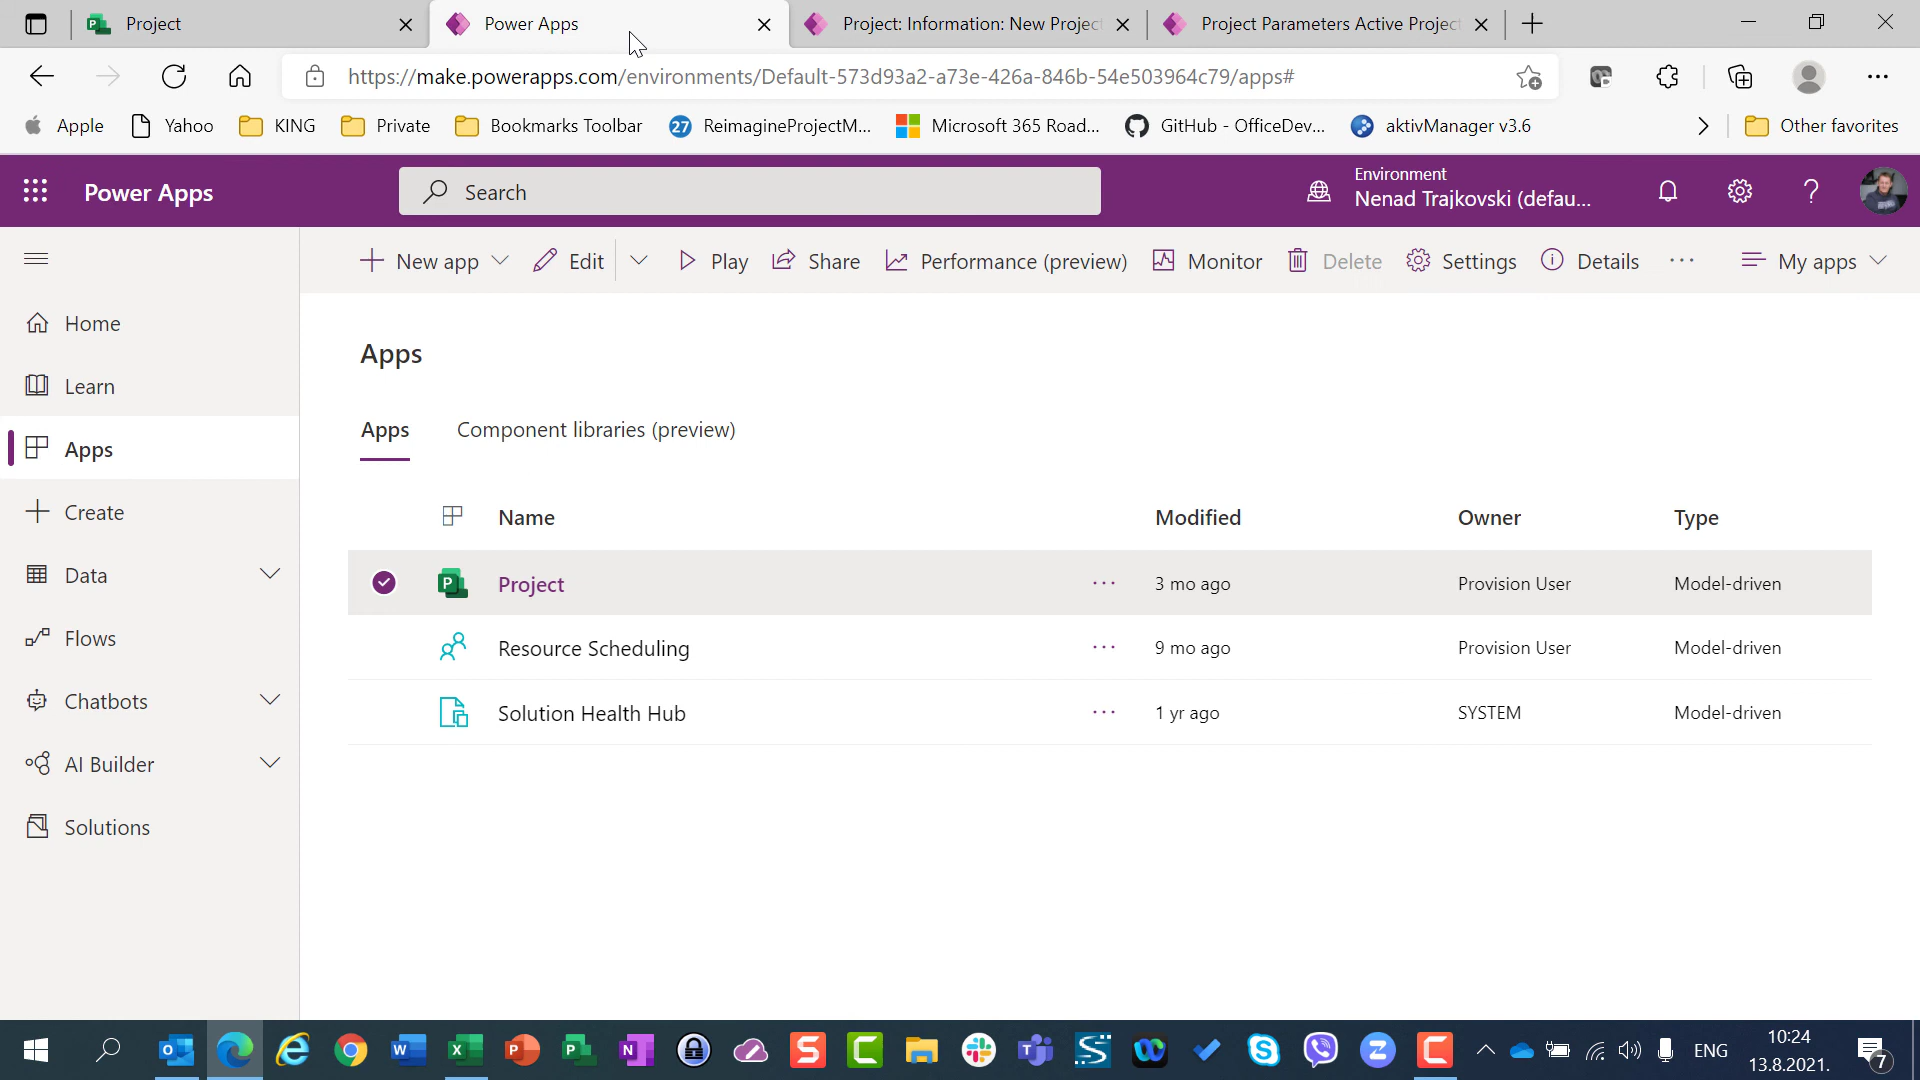 Project
Power Apps
Project: Information: New Projec
Project Parameters Active Projec
https://make.powerapps.com/environments/Default-573d93a2-a73e-426a-846b-54e503964c79/apps#
Apple
Yahoo
KING
Private
Bookmarks Toolbar
27
ReimagineProjectM...
Microsoft 365 Road...
GitHub - OfficeDev...
aktivManager v3.6
Other favorites
Power Apps
Search
Environment
Nenad Trajkovski (defau...
New app
Edit
Play
Share
Performance (preview)
Monitor
Delete
Settings
Details
My apps
Home
Learn
Apps
Create
Data
Flows
Chatbots
AI Builder
Solutions
Apps
Apps
Component libraries (preview)
Name
Modified
Owner
Type
Project
3 mo ago
Provision User
Model-driven
Resource Scheduling
9 mo ago
Provision User
Model-driven
Solution Health Hub
1 yr ago
SYSTEM
Model-driven
ENG
10:24
13.8.2021.
7